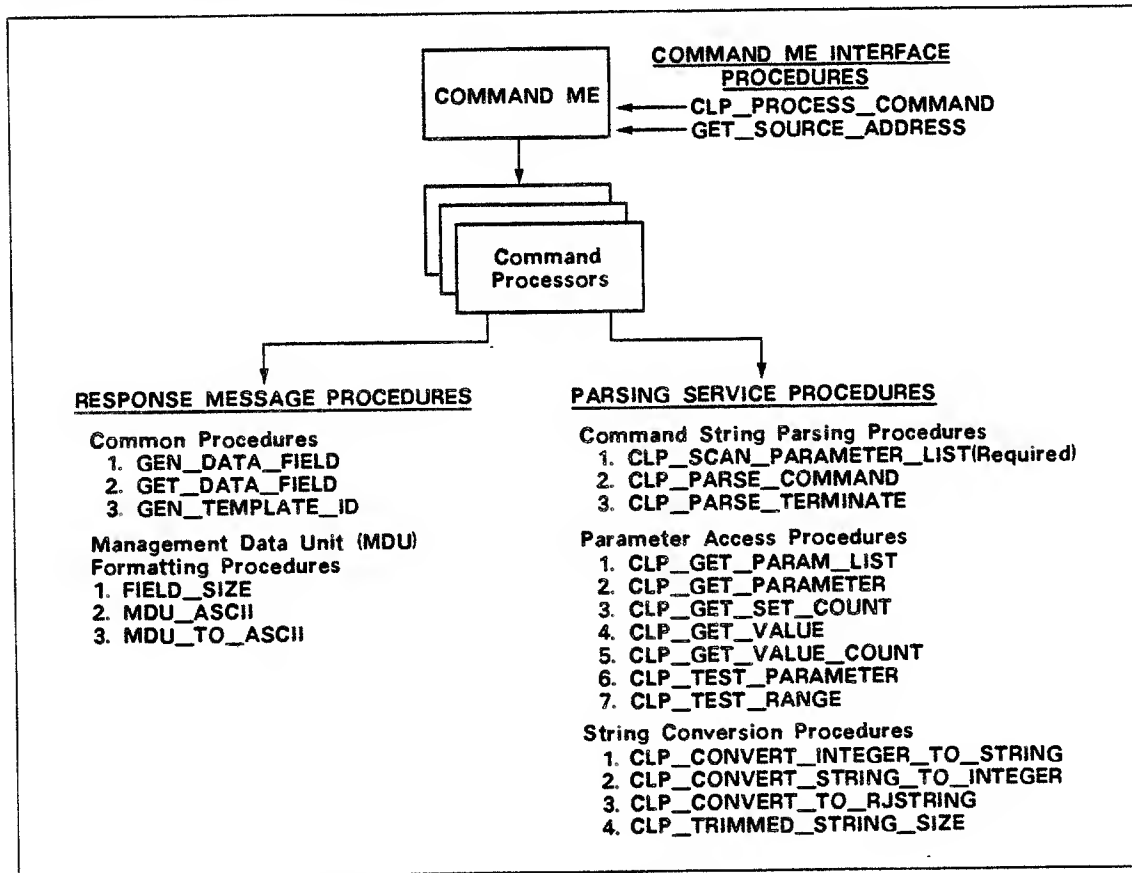 COMMAND ME
COMMAND ME INTERFACE
PROCEDURES
CLP_PROCESS_COMMAND
GET_SOURCE_ADDRESS
Command
Processors
RESPONSE MESSAGE PROCEDURES
Common Procedures
1. GEN_DATA_FIELD
2. GET_DATA_FIELD
3. GEN_TEMPLATE_ID
Management Data Unit (MDU)
Formatting Procedures
1. FIELD_SIZE
2. MDU_ASCII
3. MDU_TO_ASCII
PARSING SERVICE PROCEDURES
Command String Parsing Procedures
1. CLP_SCAN_PARAMETER_LIST(Required)
2. CLP_PARSE_COMMAND
3. CLP_PARSE_TERMINATE
Parameter Access Procedures
1. CLP_GET_PARAM_LIST
2. CLP_GET_PARAMETER
3. CLP_GET_SET_COUNT
4. CLP_GET_VALUE
5. CLP_GET_VALUE_COUNT
6. CLP_TEST_PARAMETER
7. CLP_TEST_RANGE
String Conversion Procedures
1. CLP_CONVERT_INTEGER_TO_STRING
2. CLP_CONVERT_STRING_TO_INTEGER
3. CLP_CONVERT_TO_RJSTRING
4. CLP_TRIMMED_STRING_SIZE